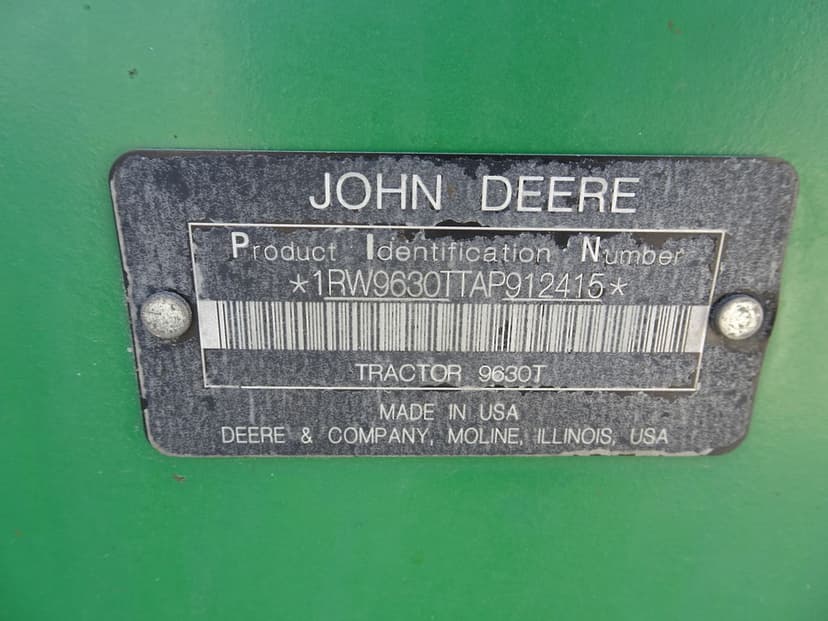 JOHN DEERE
Product Identification Number
*1RW9630TTAP912415*
TRACTOR 9630T
MADE IN USA
DEERE & COMPANY, MOLINE, ILLINOIS, USA